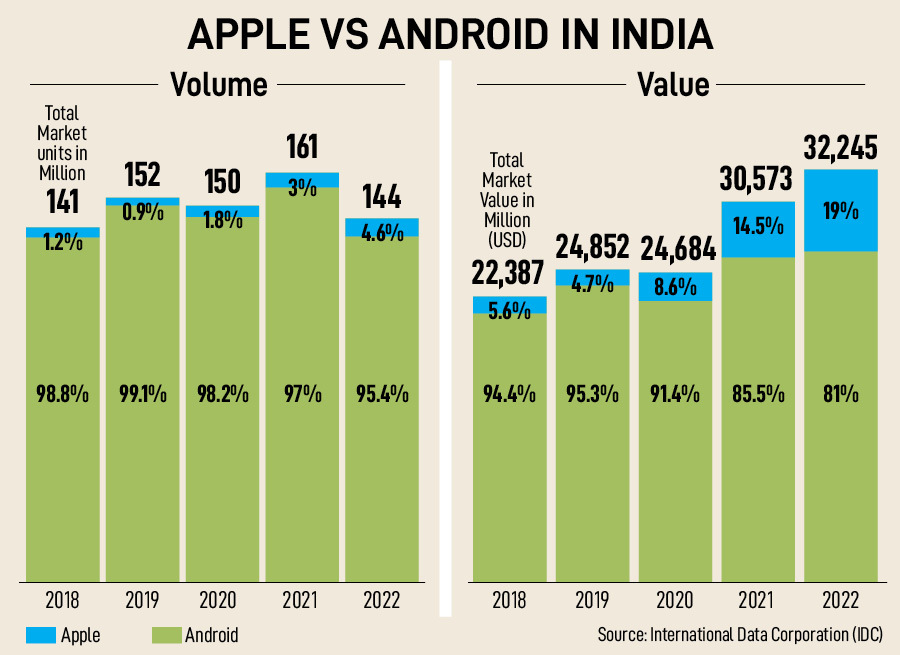 APPLE VS ANDROID IN INDIA
Volume
Total
Market
units in
Million
141
152
150
161
144
1.2%
0.9%
1.8%
3%
4.6%
98.8%
99.1%
98.2%
97%
95.4%
2018
2019
2020
2021
2022
Value
Total
Market
Value in
Million
(USD)
22,387
24,852
24,684
30,573
32,245
5.6%
4.7%
8.6%
14.5%
19%
94.4%
95.3%
91.4%
85.5%
81%
2018
2019
2020
2021
2022
Apple
Android
Source: International Data Corporation (IDC)